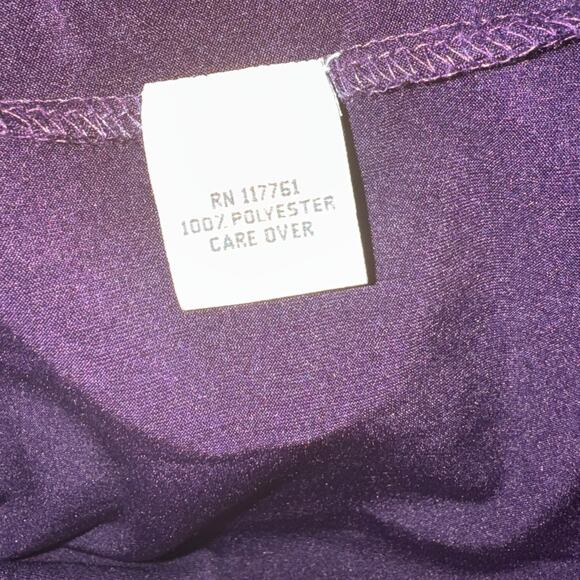 RN 117761
100% POLYESTER
CARE OVER